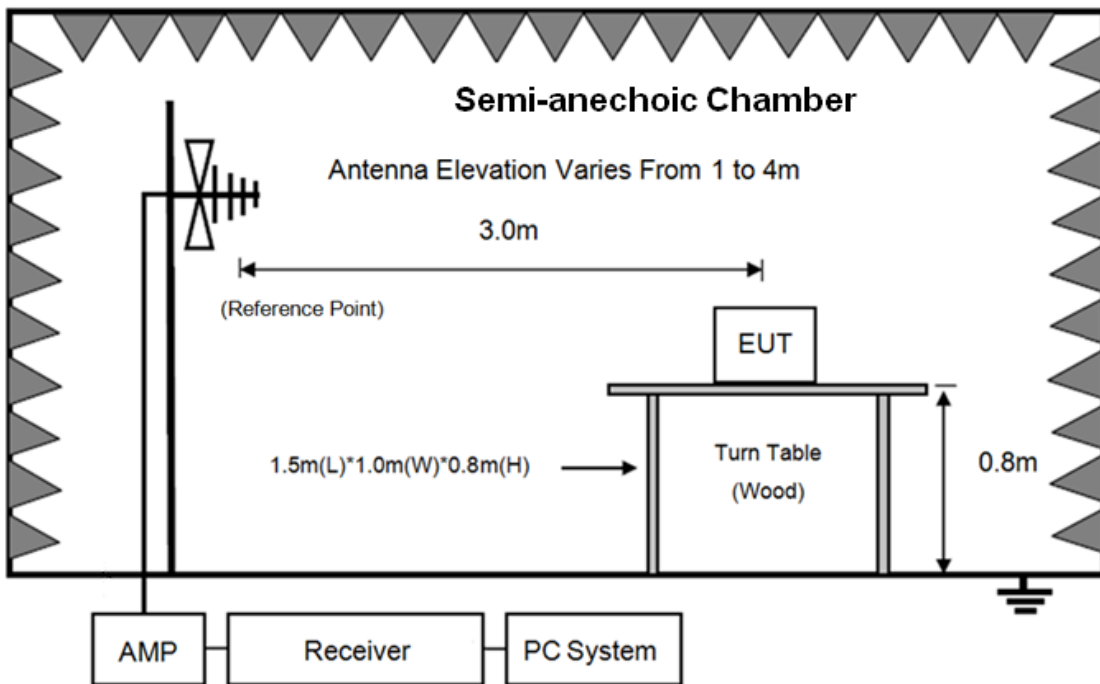 Semi-anechoic Chamber
Antenna Elevation Varies From 1 to 4m
3.0m
(Reference Point)
EUT
1.5m(L)*1.0m(W)*0.8m(H)
Turn Table
(Wood)
0.8m
AMP
Receiver
PC System